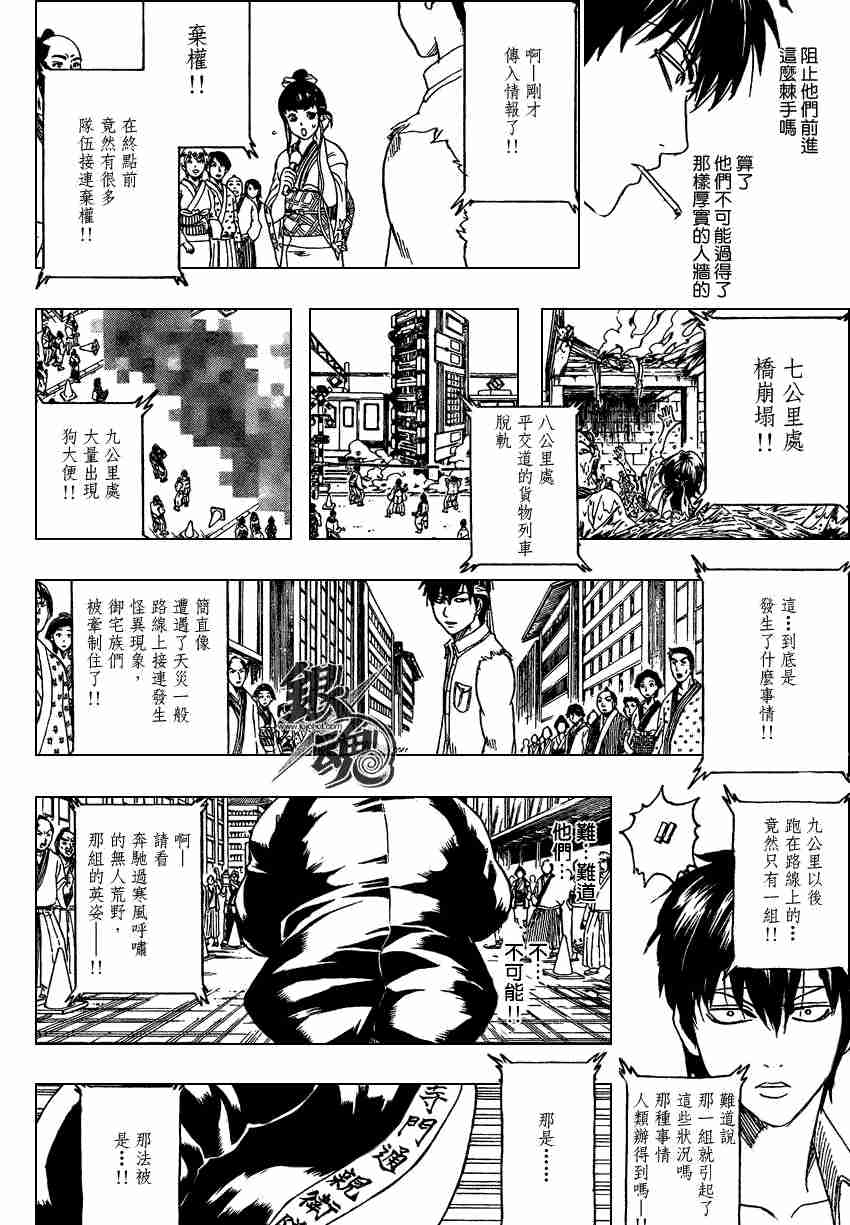 阻止他們前進
這麼棘手嗎
算了
他們不可能過得了
那樣厚實的人牆的
啊—剛才
傳入情報了!!
棄權!!
在終點前
竟然有很多
隊伍接連棄權!!
七公里處
橋崩塌!!
八公里處
平交道的貨物列車
脫軌
九公里處
大量出現
狗大便!!
這…到底是
發生了什麼事情!!
簡直像
遭遇了天災一般
路線上接連發生
怪異現象，
御宅族們
被牽制住了!!
銀魂
九公里以後
跑在路線上的…
竟然只有一組!!
難…難道
他們…
不…
不可能!!
啊—
請看
奔馳過寒風呼嘯
的無人荒野，
那組的英姿—!!
難道說
那一組就引起了
這些狀況嗎
那種事情
人類辦得到嗎—!!
那是……
寺門通親衛隊
那法被
是……!!